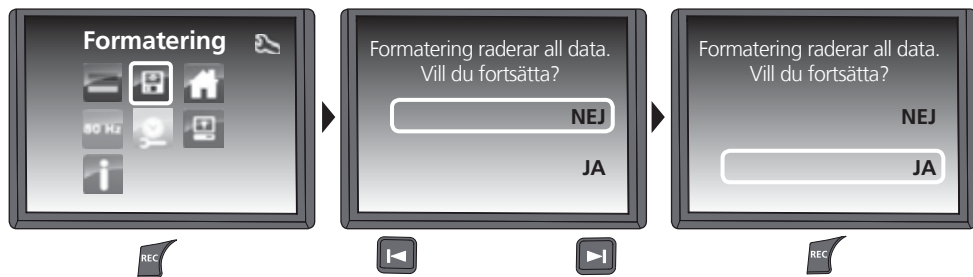 Formatering
80 Hz
Formatering raderar all data.
Vill du fortsätta?
NEJ
JA
Formatering raderar all data.
Vill du fortsätta?
NEJ
JA
REC
REC